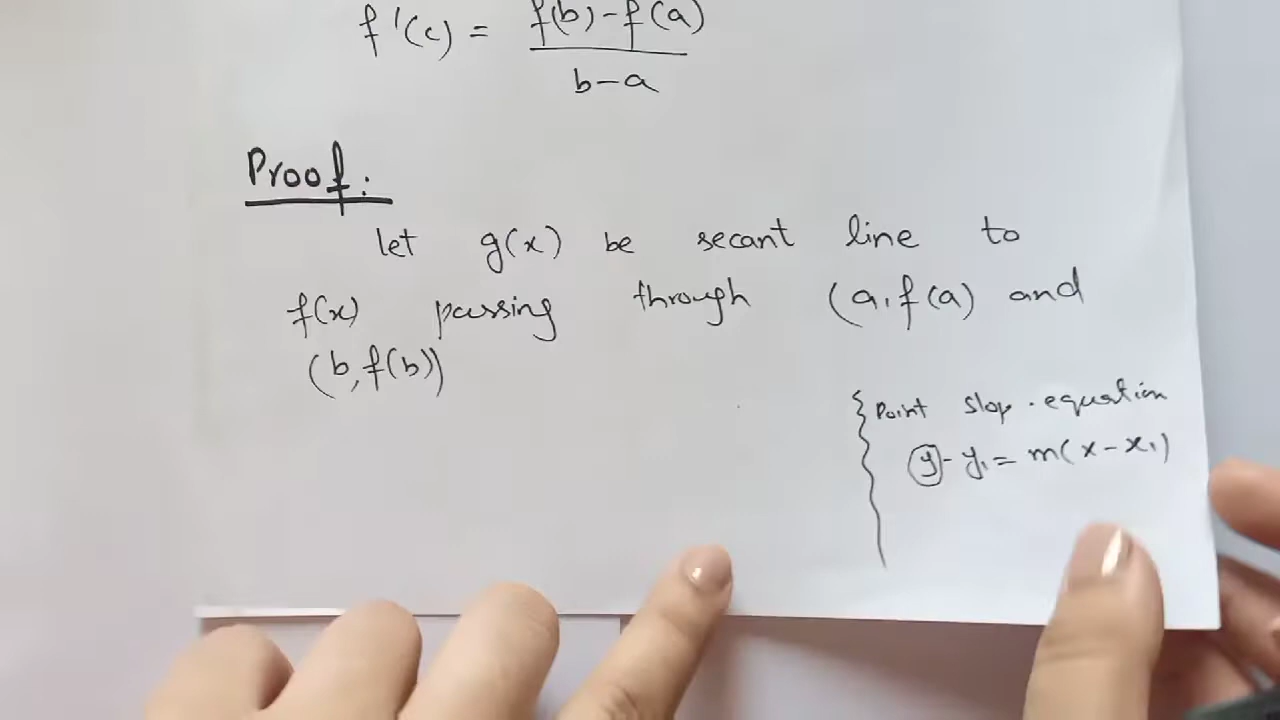 f'(c) = f(b)-f(a)
b-a
Proof:
let g(x) be secant line to
f(x) passing through (a, f(a) and
(b, f(b))
Point slop. equation
y - y₁ = m(x - x₁)